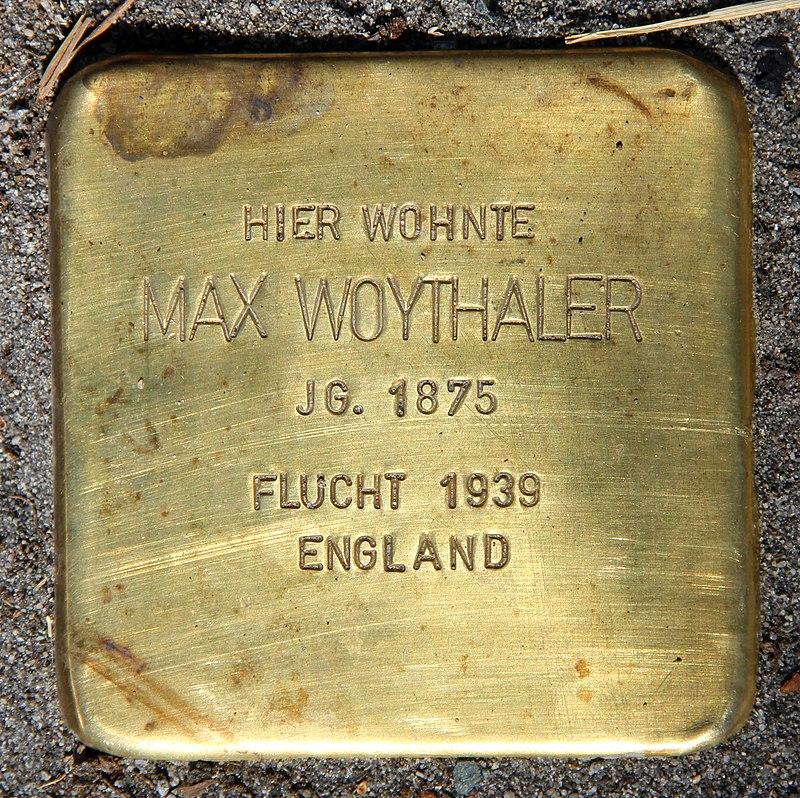 HIER WOHNTE
MAX WOYTHALER
JG. 1875
FLUCHT 1939
ENGLAND